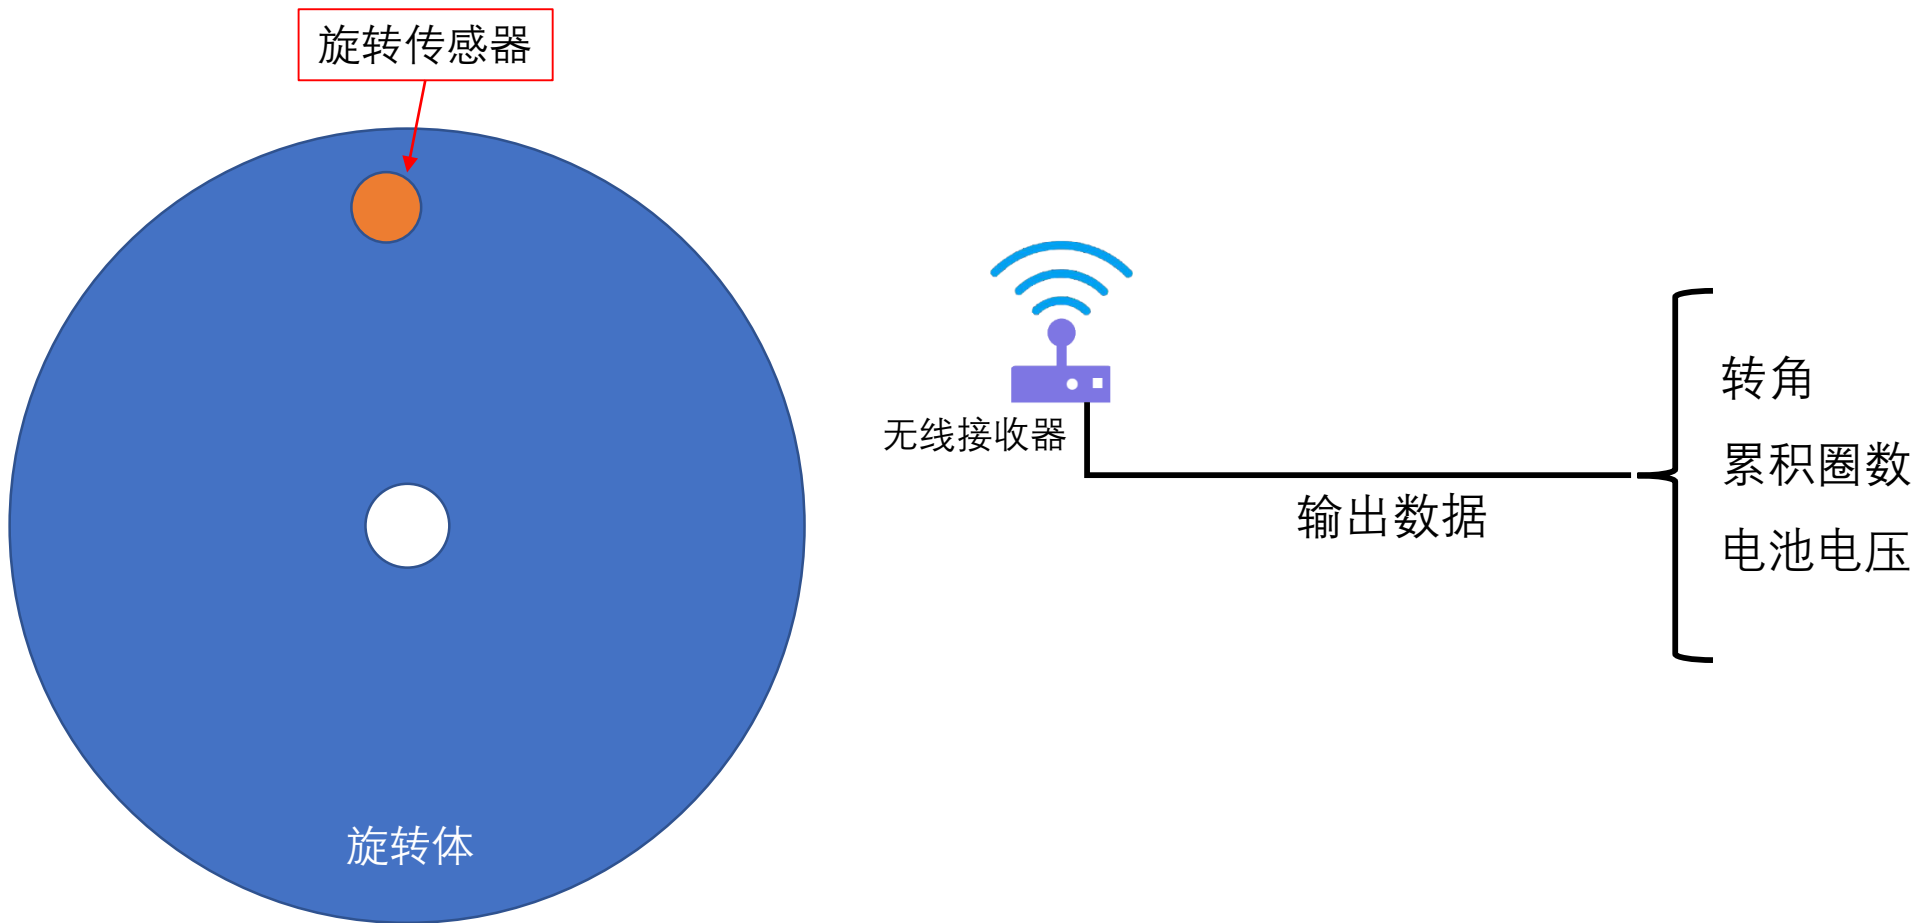 旋转传感器
无线接收器
输出数据
转角
累积圈数
电池电压
旋转体